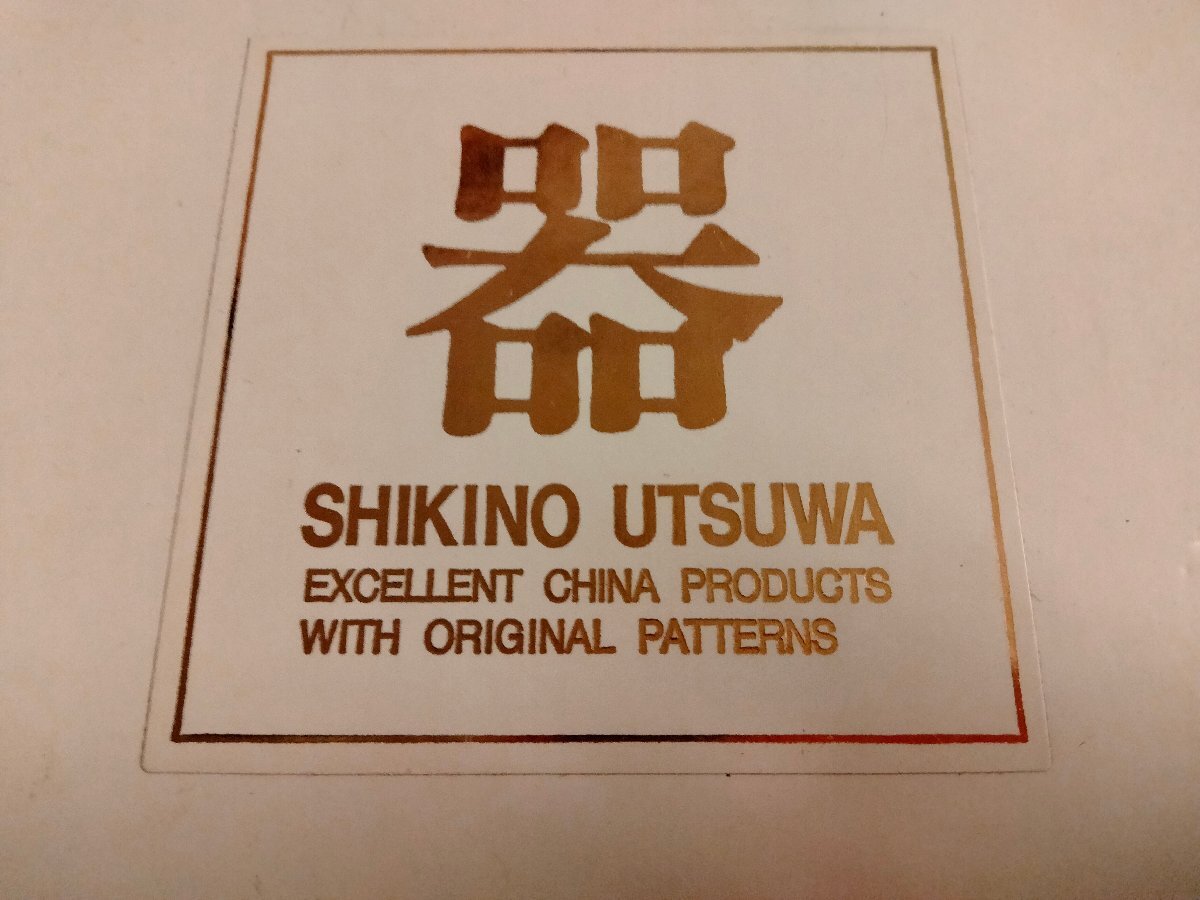 器
SHIKINO UTSUWA
EXCELLENT CHINA PRODUCTS
WITH ORIGINAL PATTERNS